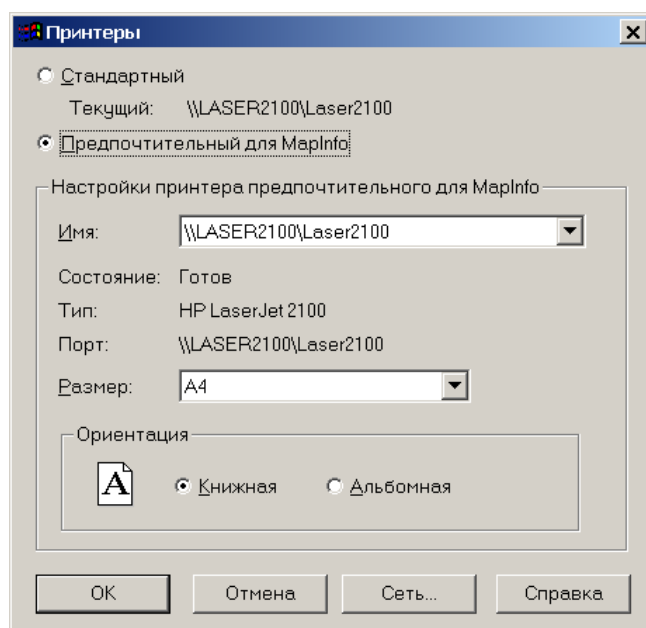 Принтеры
Стандартный
Текущий: \\LASER2100\Laser2100
Предпочтительный для MapInfo
Настройки принтера предпочтительного для MapInfo
Имя: \\LASER2100\Laser2100
Состояние: Готов
Тип: HP LaserJet 2100
Порт: \\LASER2100\Laser2100
Размер: A4
Ориентация
A Книжная Альбомная
OK Отмена Сеть... Справка